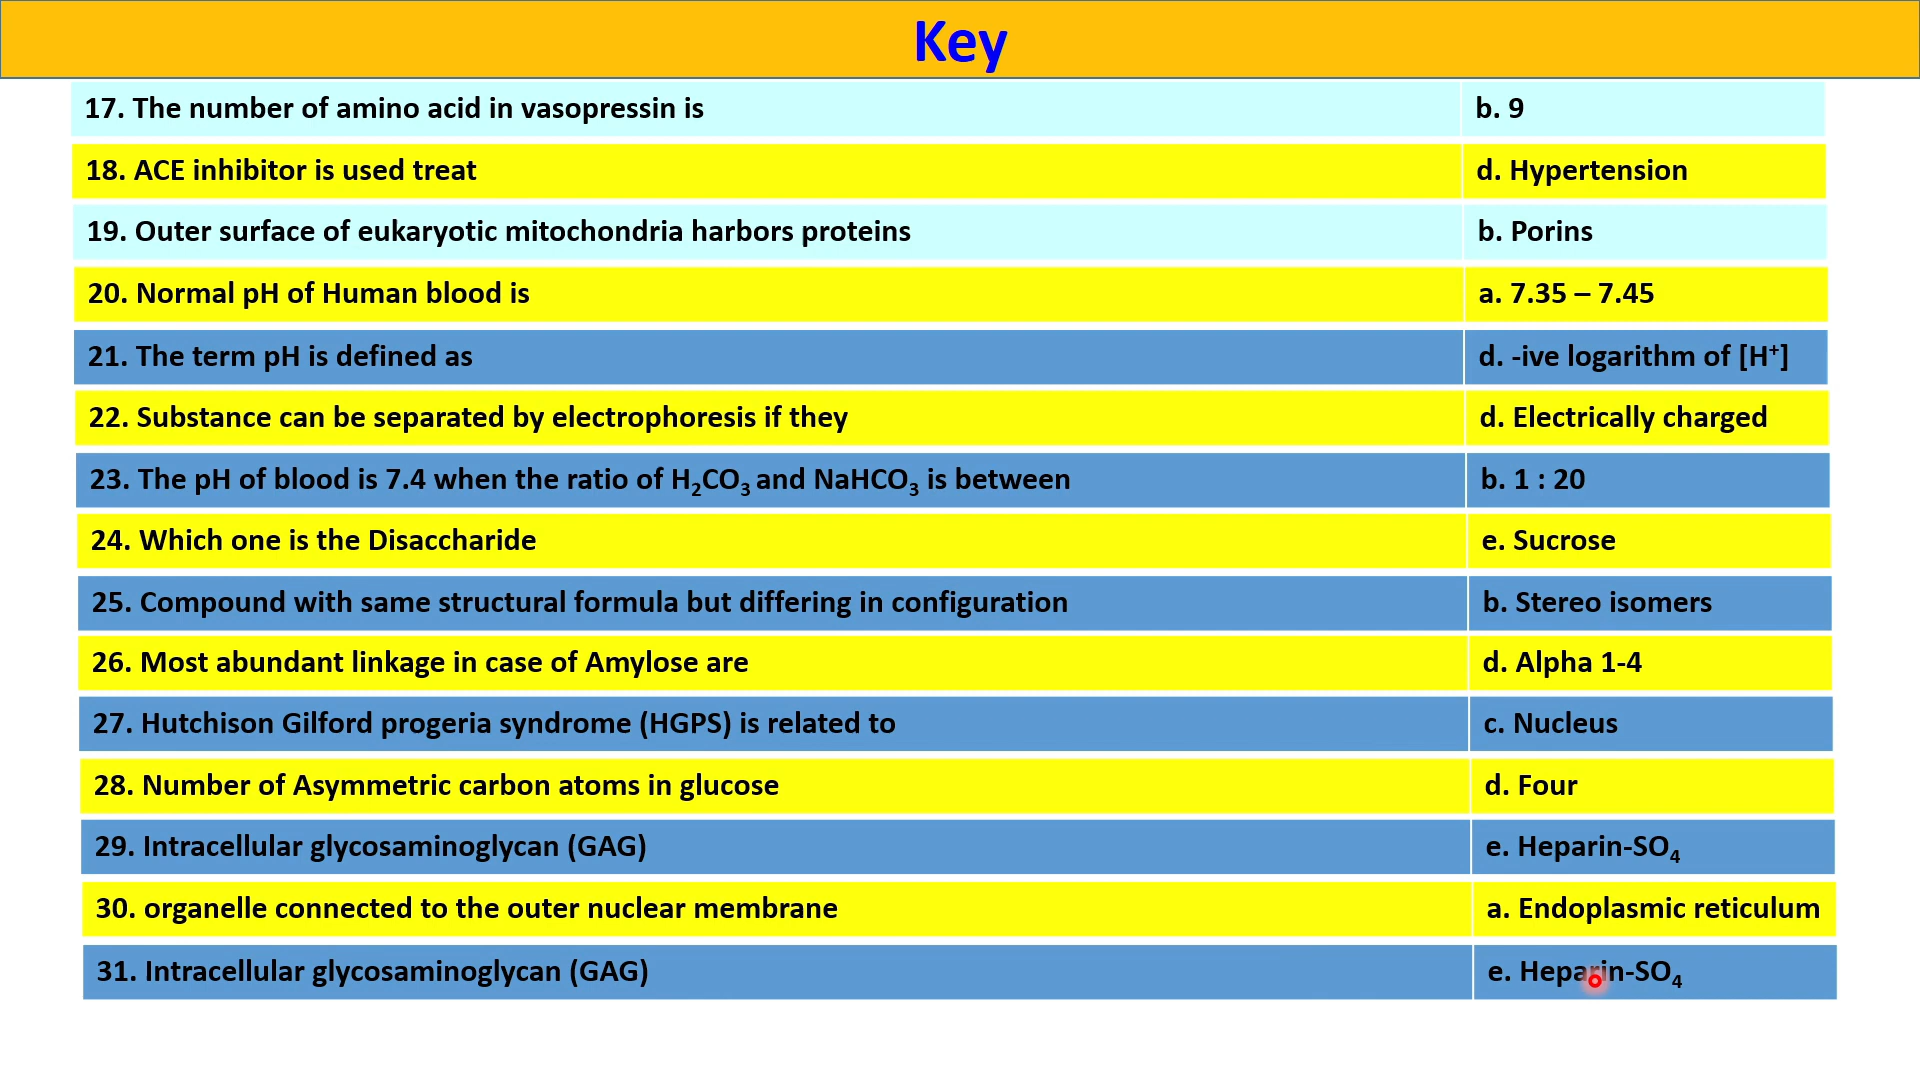 Key
17. The number of amino acid in vasopressin is b. 9
18. ACE inhibitor is used treat d. Hypertension
19. Outer surface of eukaryotic mitochondria harbors proteins b. Porins
20. Normal pH of Human blood is a. 7.35 – 7.45
21. The term pH is defined as d. -ive logarithm of [H⁺]
22. Substance can be separated by electrophoresis if they d. Electrically charged
23. The pH of blood is 7.4 when the ratio of H₂CO₃ and NaHCO₃ is between b. 1 : 20
24. Which one is the Disaccharide e. Sucrose
25. Compound with same structural formula but differing in configuration b. Stereo isomers
26. Most abundant linkage in case of Amylose are d. Alpha 1-4
27. Hutchison Gilford progeria syndrome (HGPS) is related to c. Nucleus
28. Number of Asymmetric carbon atoms in glucose d. Four
29. Intracellular glycosaminoglycan (GAG) e. Heparin-SO₄
30. organelle connected to the outer nuclear membrane a. Endoplasmic reticulum
31. Intracellular glycosaminoglycan (GAG) e. Heparin-SO₄